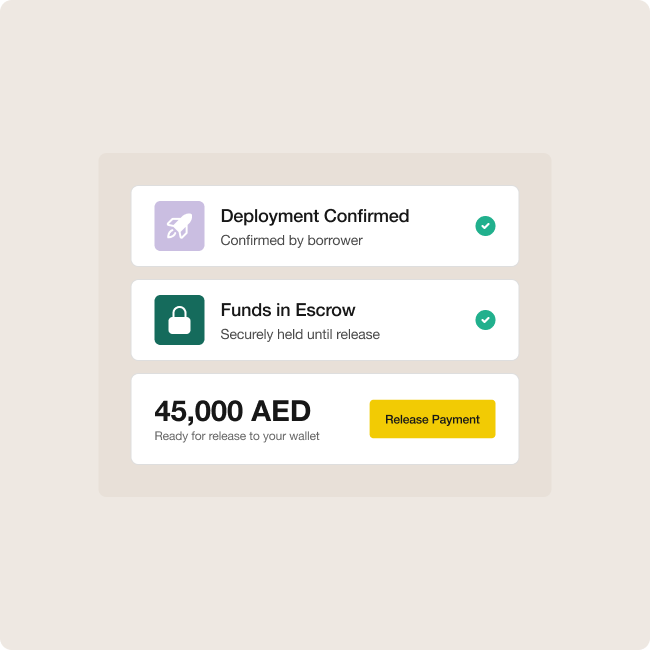 Deployment Confirmed
Confirmed by borrower
Funds in Escrow
Securely held until release
45,000 AED
Ready for release to your wallet
Release Payment